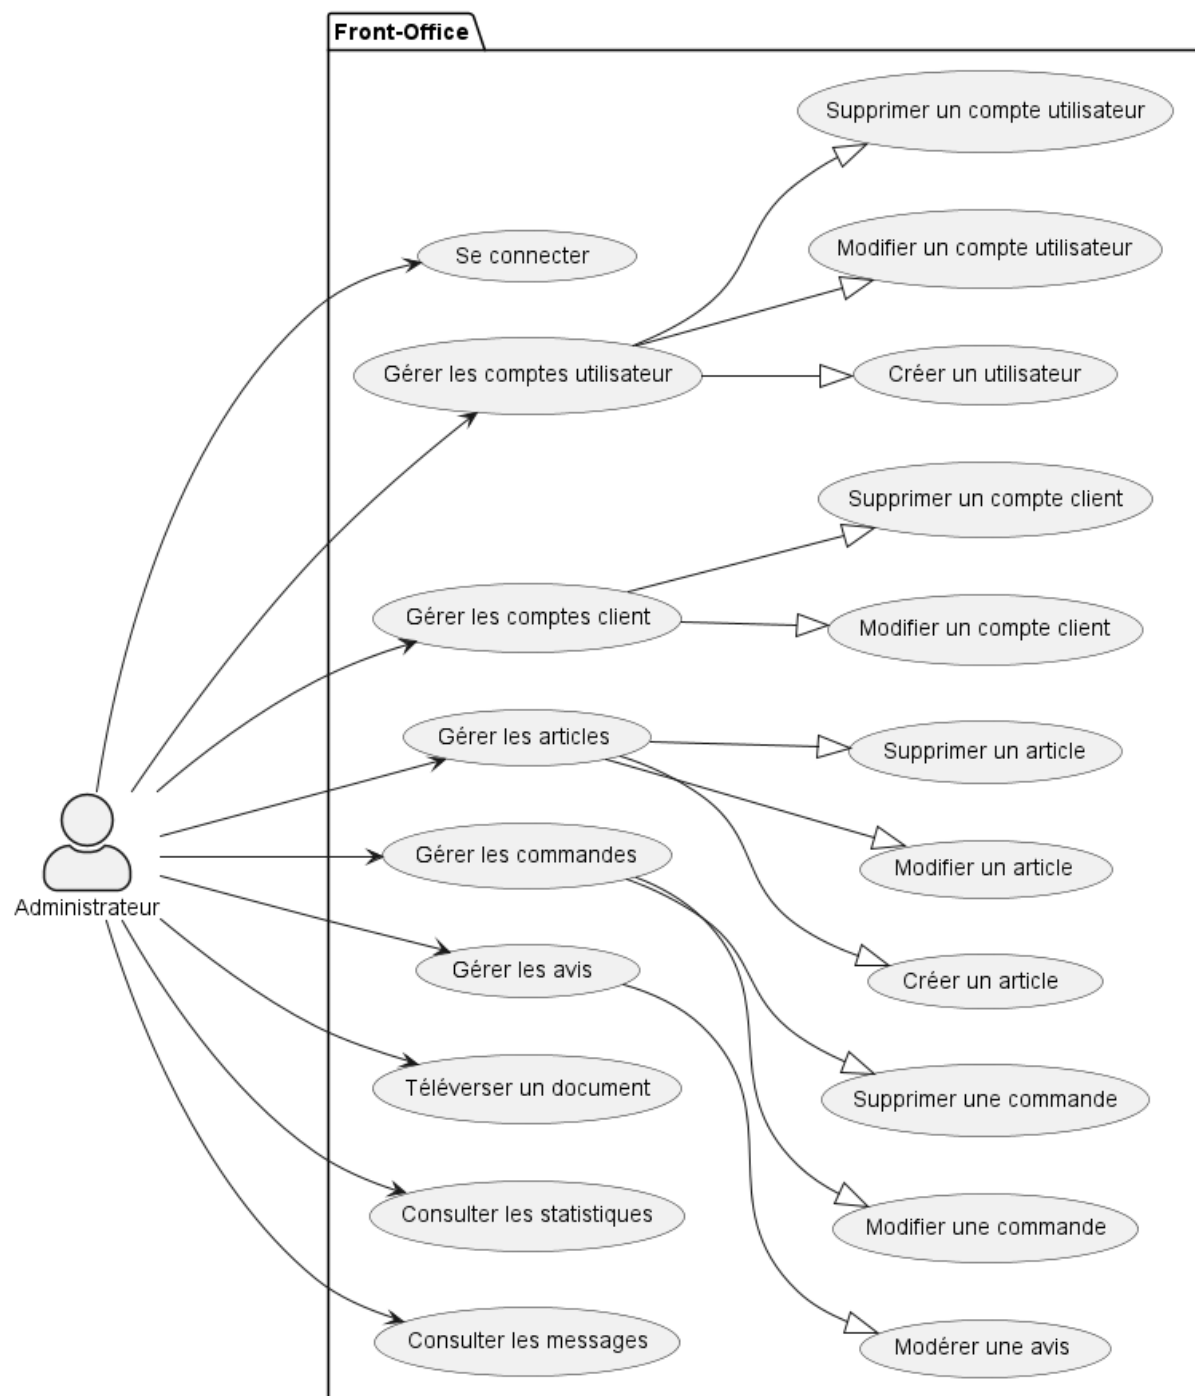 Front-Office
Supprimer un compte utilisateur
Modifier un compte utilisateur
Se connecter
Gérer les comptes utilisateur
Créer un utilisateur
Supprimer un compte client
Gérer les comptes client
Modifier un compte client
Gérer les articles
Supprimer un article
Gérer les commandes
Modifier un article
Administrateur
Gérer les avis
Créer un article
Téléverser un document
Supprimer une commande
Consulter les statistiques
Modifier une commande
Consulter les messages
Modérer une avis